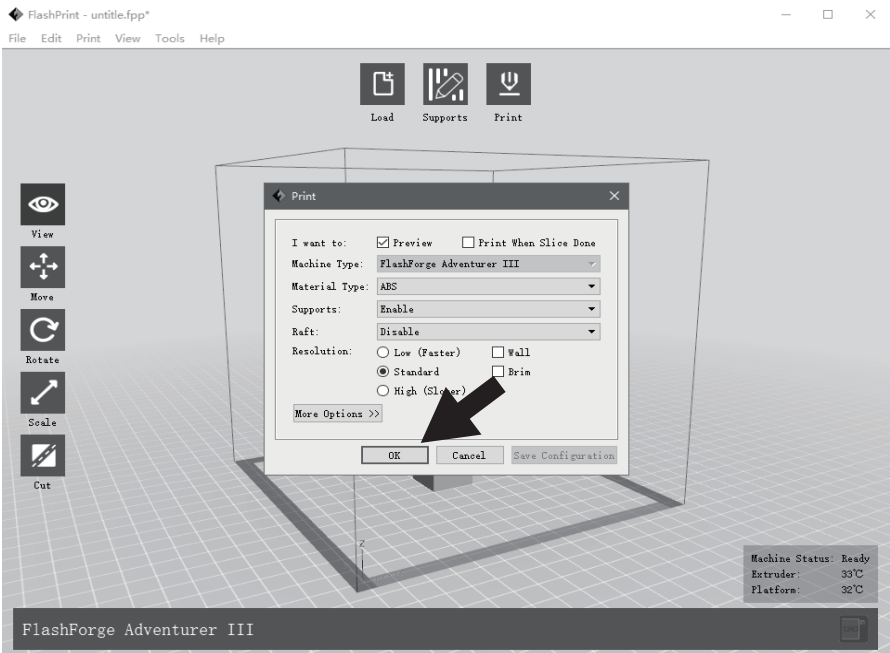 FlashPrint - untitle.fpp*
File Edit Print View Tools Help
Load Supports Print
View
Move
Rotate
Scale
Cut
Print
I want to: Preview Print When Slice Done
Machine Type: FlashForge Adventurer III
Material Type: ABS
Supports: Enable
Raft: Disable
Resolution: Low (Faster) Wall
Standard Brim
High (Slower)
More Options >>
OK Cancel Save Configuration
Z
Machine Status: Ready
Extruder: 33℃
Platform: 32℃
FlashForge Adventurer III